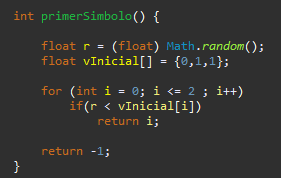 int primerSimbolo() {
float r = (float) Math.random();
float vInicial[] = {0,1,1};
for (int i = 0; i <= 2 ; i++)
if(r < vInicial[i])
return i;
return -1;
}